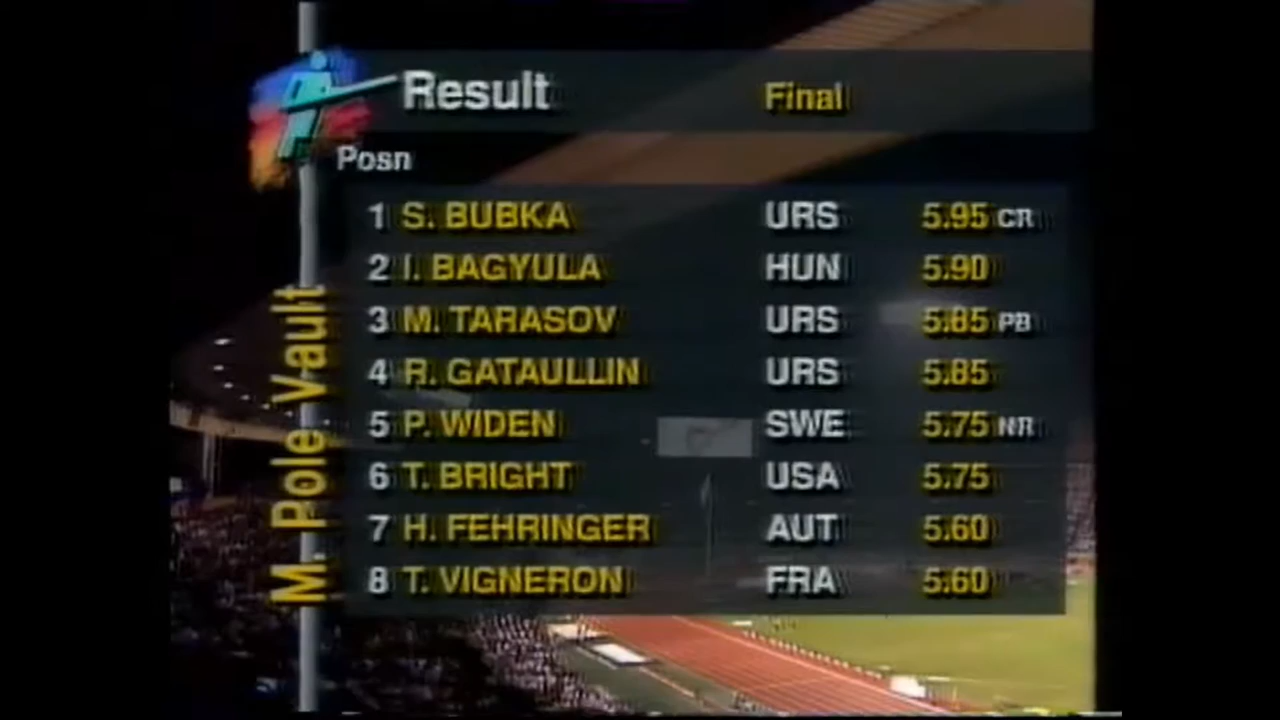 Result Final
Posn
1 S. BUBKA URS 5.95 CR
2 I. BAGYULA HUN 5.90
3 M. TARASOV URS 5.85 PB
4 R. GATAULLIN URS 5.85
5 P. WIDEN SWE 5.75 NR
6 T. BRIGHT USA 5.75
7 H. FEHRINGER AUT 5.60
8 T. VIGNERON FRA 5.60
M. Pole Vault